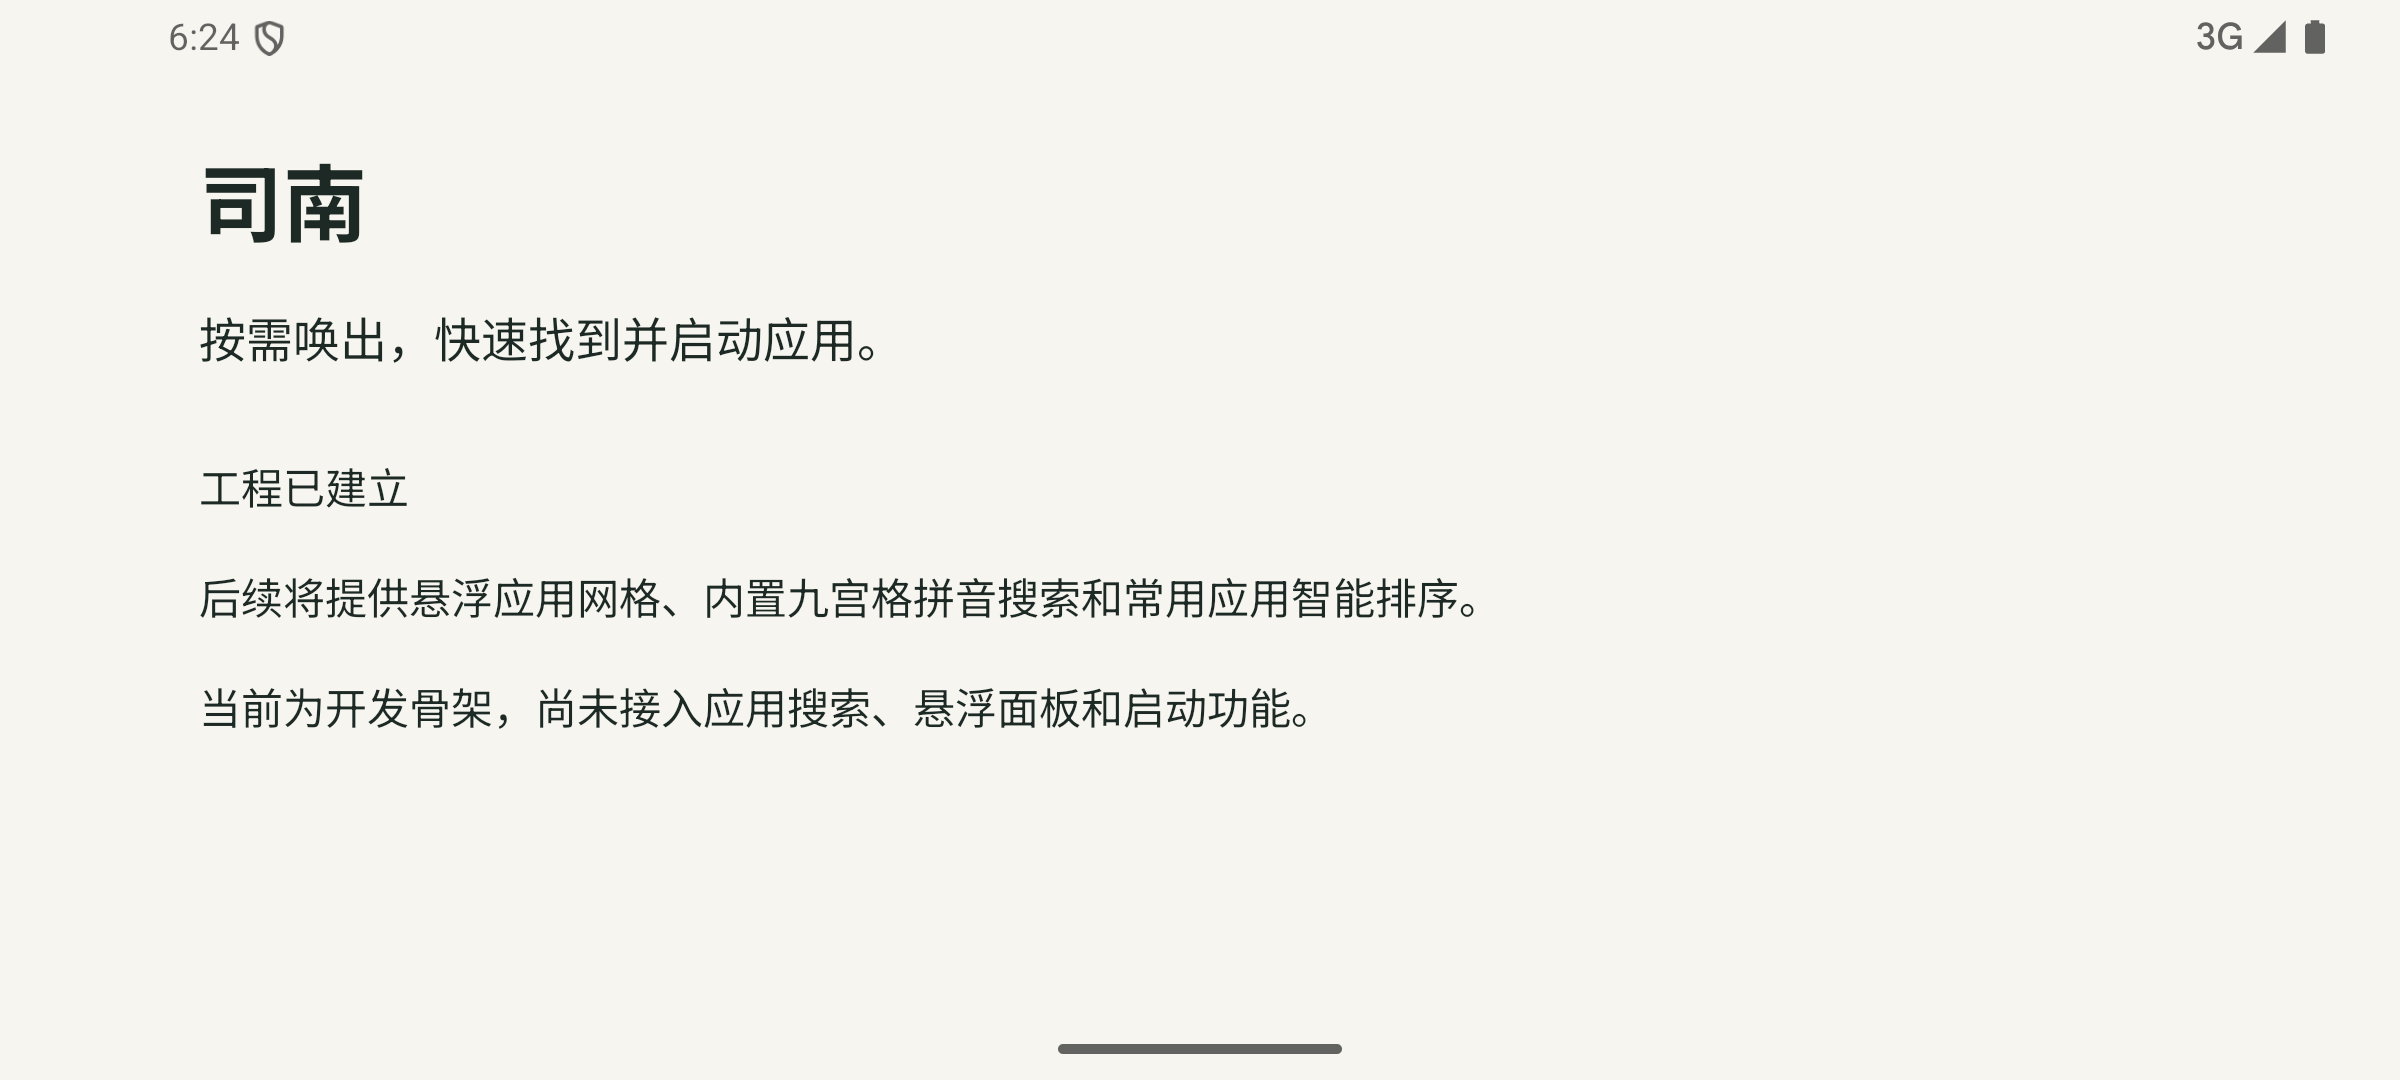 6:24
3G
司南
按需唤出，快速找到并启动应用。
工程已建立
后续将提供悬浮应用网格、内置九宫格拼音搜索和常用应用智能排序。
当前为开发骨架，尚未接入应用搜索、悬浮面板和启动功能。